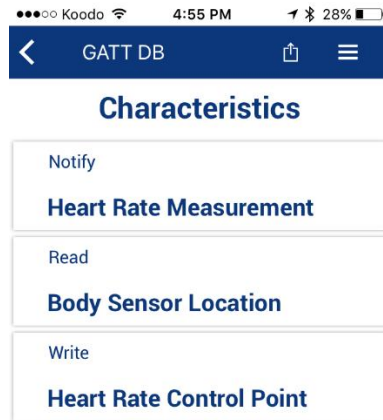 Koodo 4:55 PM 28%
GATT DB
Characteristics
Notify
Heart Rate Measurement
Read
Body Sensor Location
Write
Heart Rate Control Point